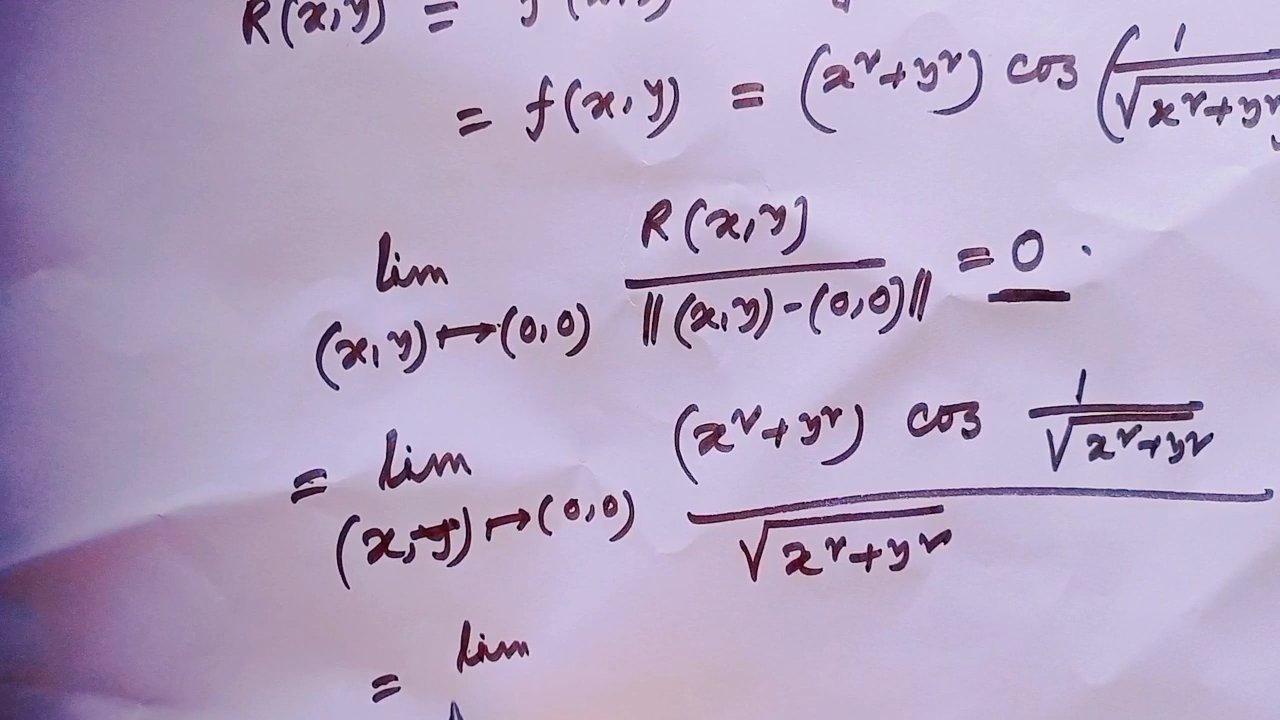 R(x,y) =
= f(x,y) = (x²+y²) cos (1/√x²+y²
lim (x,y)↦(0,0) R(x,y)/||(x,y)-(0,0)|| = 0 .
= lim (x,y)↦(0,0) (x²+y²) cos 1/√x²+y² / √x²+y²
= lim